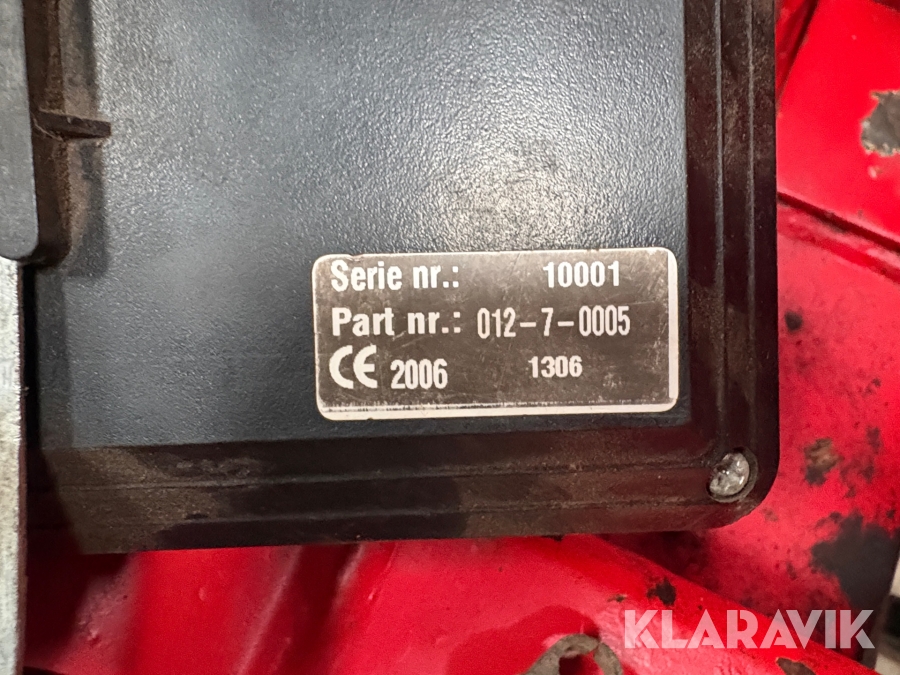 Serie nr.: 10001
Part nr.: 012-7-0005
CE 2006 1306
KLARAVIK